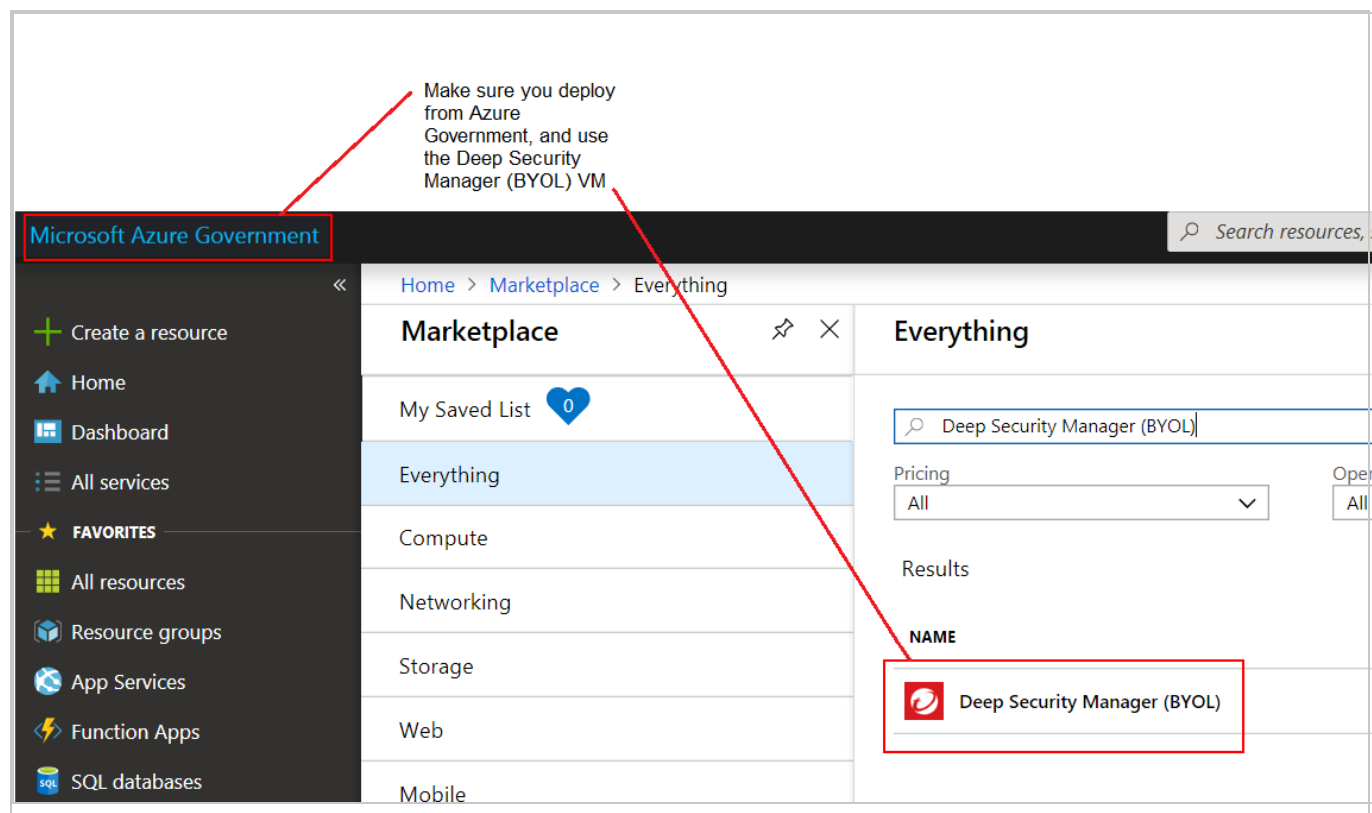 Make sure you deploy
from Azure
Government, and use
the Deep Security
Manager (BYOL) VM
Microsoft Azure Government
Search resources,
«
Home > Marketplace > Everything
Create a resource
Home
Dashboard
All services
FAVORITES
All resources
Resource groups
App Services
Function Apps
SQL
SQL databases
Marketplace
My Saved List 0
Everything
Compute
Networking
Storage
Web
Mobile
Everything
Deep Security Manager (BYOL)
Pricing
All
All
Results
NAME
Deep Security Manager (BYOL)